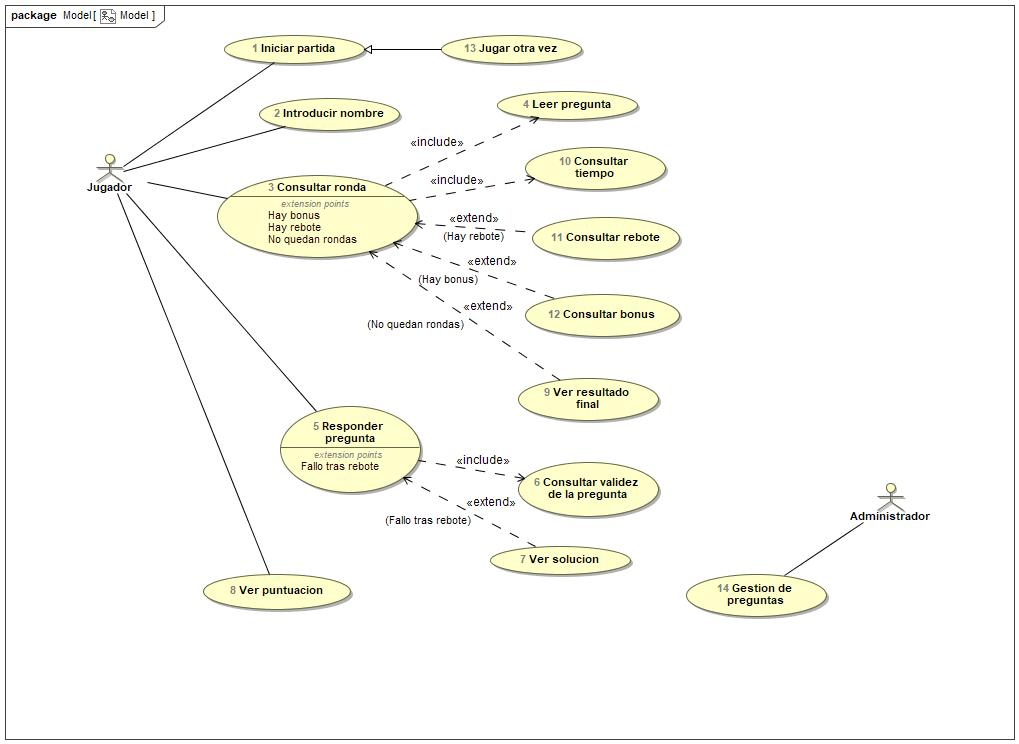 package Model[ Model ]
1 Iniciar partida
13 Jugar otra vez
2 Introducir nombre
4 Leer pregunta
«include»
10 Consultar
tiempo
«include»
Jugador
3 Consultar ronda
extension points
Hay bonus
Hay rebote
No quedan rondas
«extend»
(Hay rebote)
11 Consultar rebote
«extend»
(Hay bonus)
12 Consultar bonus
«extend»
(No quedan rondas)
9 Ver resultado
final
5 Responder
pregunta
extension points
Fallo tras rebote
«include»
6 Consultar validez
de la pregunta
«extend»
(Fallo tras rebote)
7 Ver solucion
Administrador
8 Ver puntuacion
14 Gestion de
preguntas